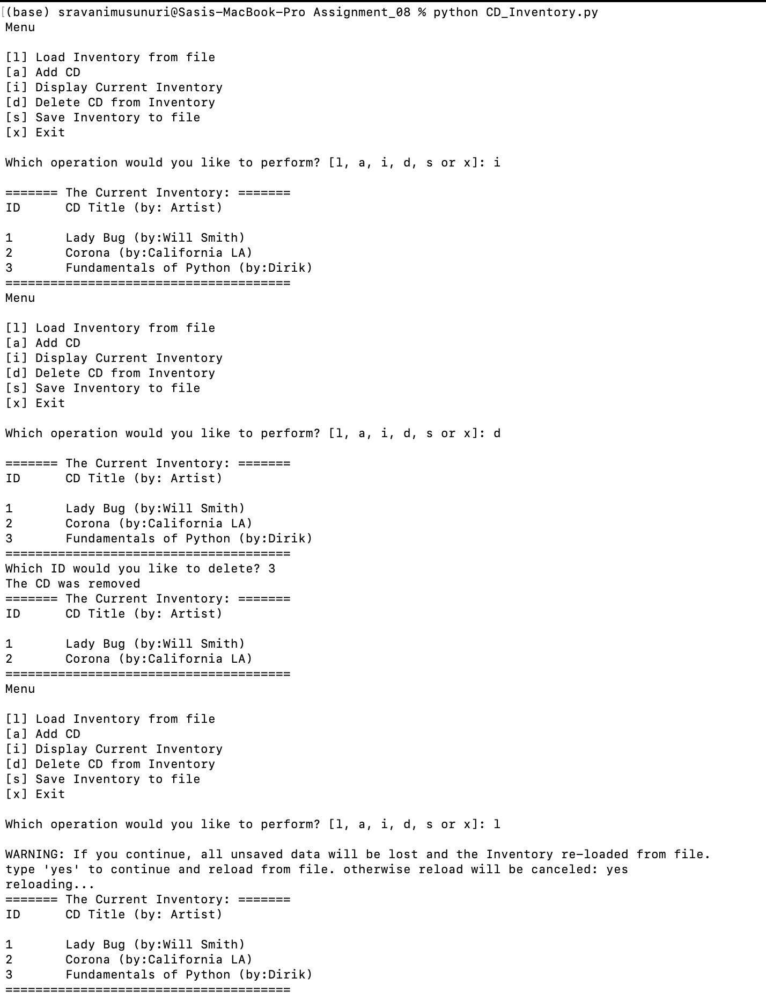 [(base) sravanimusunuri@Sasis-MacBook-Pro Assignment_08 % python CD_Inventory.py
Menu

[l] Load Inventory from file
[a] Add CD
[i] Display Current Inventory
[d] Delete CD from Inventory
[s] Save Inventory to file
[x] Exit

Which operation would you like to perform? [l, a, i, d, s or x]: i

======= The Current Inventory: =======
ID      CD Title (by: Artist)

1       Lady Bug (by:Will Smith)
2       Corona (by:California LA)
3       Fundamentals of Python (by:Dirik)
======================================
Menu

[l] Load Inventory from file
[a] Add CD
[i] Display Current Inventory
[d] Delete CD from Inventory
[s] Save Inventory to file
[x] Exit

Which operation would you like to perform? [l, a, i, d, s or x]: d

======= The Current Inventory: =======
ID      CD Title (by: Artist)

1       Lady Bug (by:Will Smith)
2       Corona (by:California LA)
3       Fundamentals of Python (by:Dirik)
======================================
Which ID would you like to delete? 3
The CD was removed
======= The Current Inventory: =======
ID      CD Title (by: Artist)

1       Lady Bug (by:Will Smith)
2       Corona (by:California LA)
======================================
Menu

[l] Load Inventory from file
[a] Add CD
[i] Display Current Inventory
[d] Delete CD from Inventory
[s] Save Inventory to file
[x] Exit

Which operation would you like to perform? [l, a, i, d, s or x]: l

WARNING: If you continue, all unsaved data will be lost and the Inventory re-loaded from file.
type 'yes' to continue and reload from file. otherwise reload will be canceled: yes
reloading...
======= The Current Inventory: =======
ID      CD Title (by: Artist)

1       Lady Bug (by:Will Smith)
2       Corona (by:California LA)
3       Fundamentals of Python (by:Dirik)
======================================